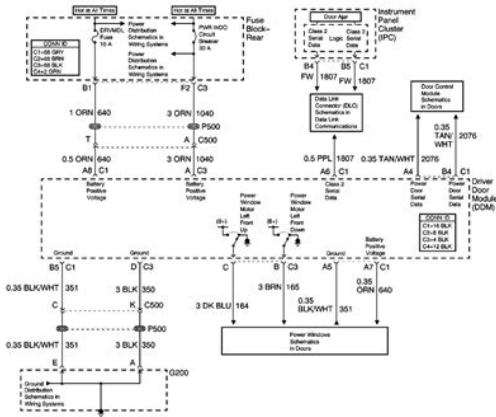 Hot at All Times
Hot at All Times
CONN ID
C1=68 GRY
C2=68 BRN
C3=68 BLK
C4=2 GRN
DRV/MDL
Fuse
10 A
Power
Distribution
Schematics in
Wiring Systems
Power
Distribution
Schematics in
Wiring Systems
PWR WDO
Circuit
Breaker
30 A
Fuse
Block–
Rear
B1
F2
C3
1 ORN
640
3 ORN
1040
P500
T
A
C500
0.5 ORN
640
3 ORN
1040
A8
C1
A
C3
Door Ajar
Class 2
Serial
Data
Logic
Class 2
Serial
Data
Instrument
Panel
Cluster
(IPC)
B4
B5
C1
FW
1807
FW
1807
Data Link
Connector (DLC)
Schematics in
Data Link
Communications
Door Control
Module
Schematics
in Doors
0.35
TAN/
WHT
2076
0.5 PPL
1807
0.35 TAN/WHT
2076
A6
C1
A4
B4
C1
Battery
Positive
Voltage
Battery
Positive
Voltage
Class 2
Serial Data
Power
Door
Serial
Data
Power
Door
Serial
Data
Driver
Door
Module
(DDM)
Power
Window
Motor
Left
Front
Up
(B+)
Power
Window
Motor
Left
Front
Down
(B+)
CONN ID
C1=16 BLK
C3=4 BLK
C4=12 BLK
Ground
Ground
Ground
Battery
Positive
Voltage
B5
C1
D
C3
C
B
C3
A5
A7
C1
0.35 BLK/WHT
351
3 BLK
350
3 DK BLU
164
3 BRN
165
0.35
BLK/WHT
351
0.35
ORN
640
C
K
C500
P500
0.35 BLK/WHT
351
3 BLK
350
E
A
G200
Power Windows
Schematics
in Doors
Ground
Distribution
Schematics in
Wiring Systems